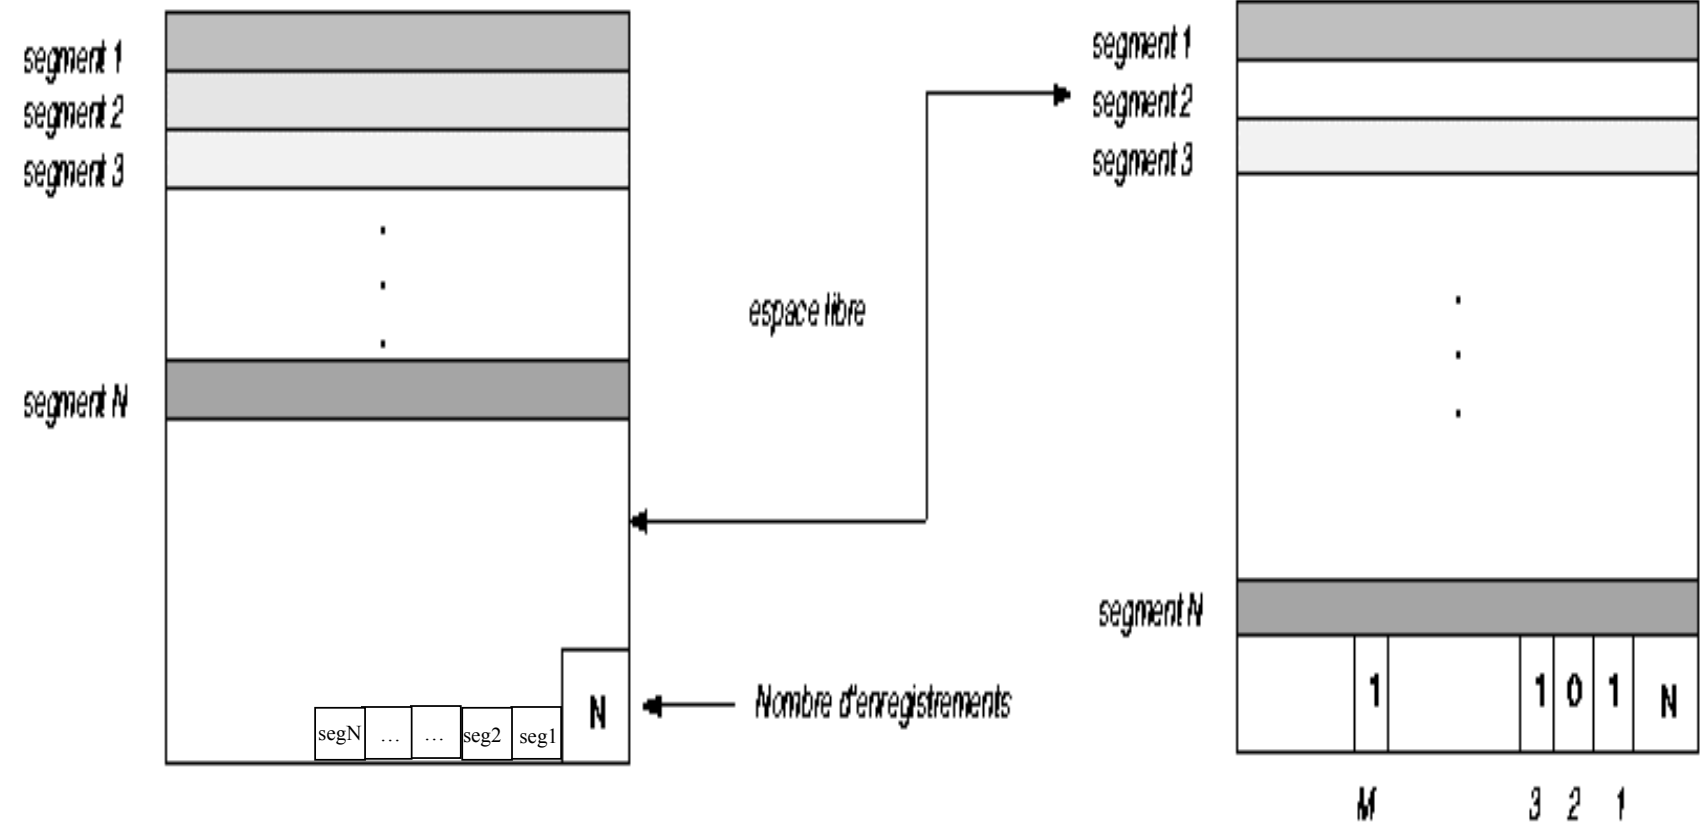 segment 1
segment 2
segment 3
segment N
segN … … seg2 seg1 N
espace libre
Nombre d'enregistrements
segment 1
segment 2
segment 3
segment N
1 1 0 1 N
M 3 2 1